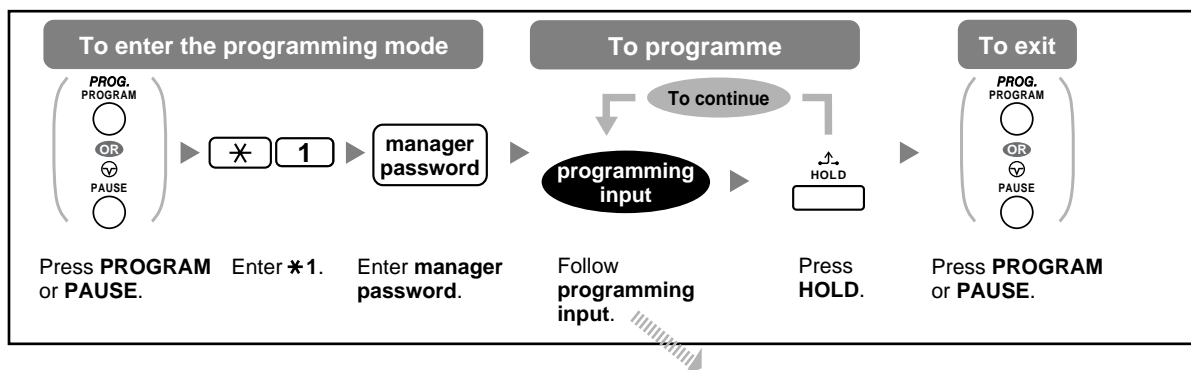 To enter the programming mode
To programme
To exit
PROG.
PROGRAM
OR
PAUSE
✳ 1
manager
password
To continue
programming
input
HOLD
PROG.
PROGRAM
OR
PAUSE
Press PROGRAM
or PAUSE.
Enter ✳1.
Enter manager
password.
Follow
programming
input.
Press
HOLD.
Press PROGRAM
or PAUSE.